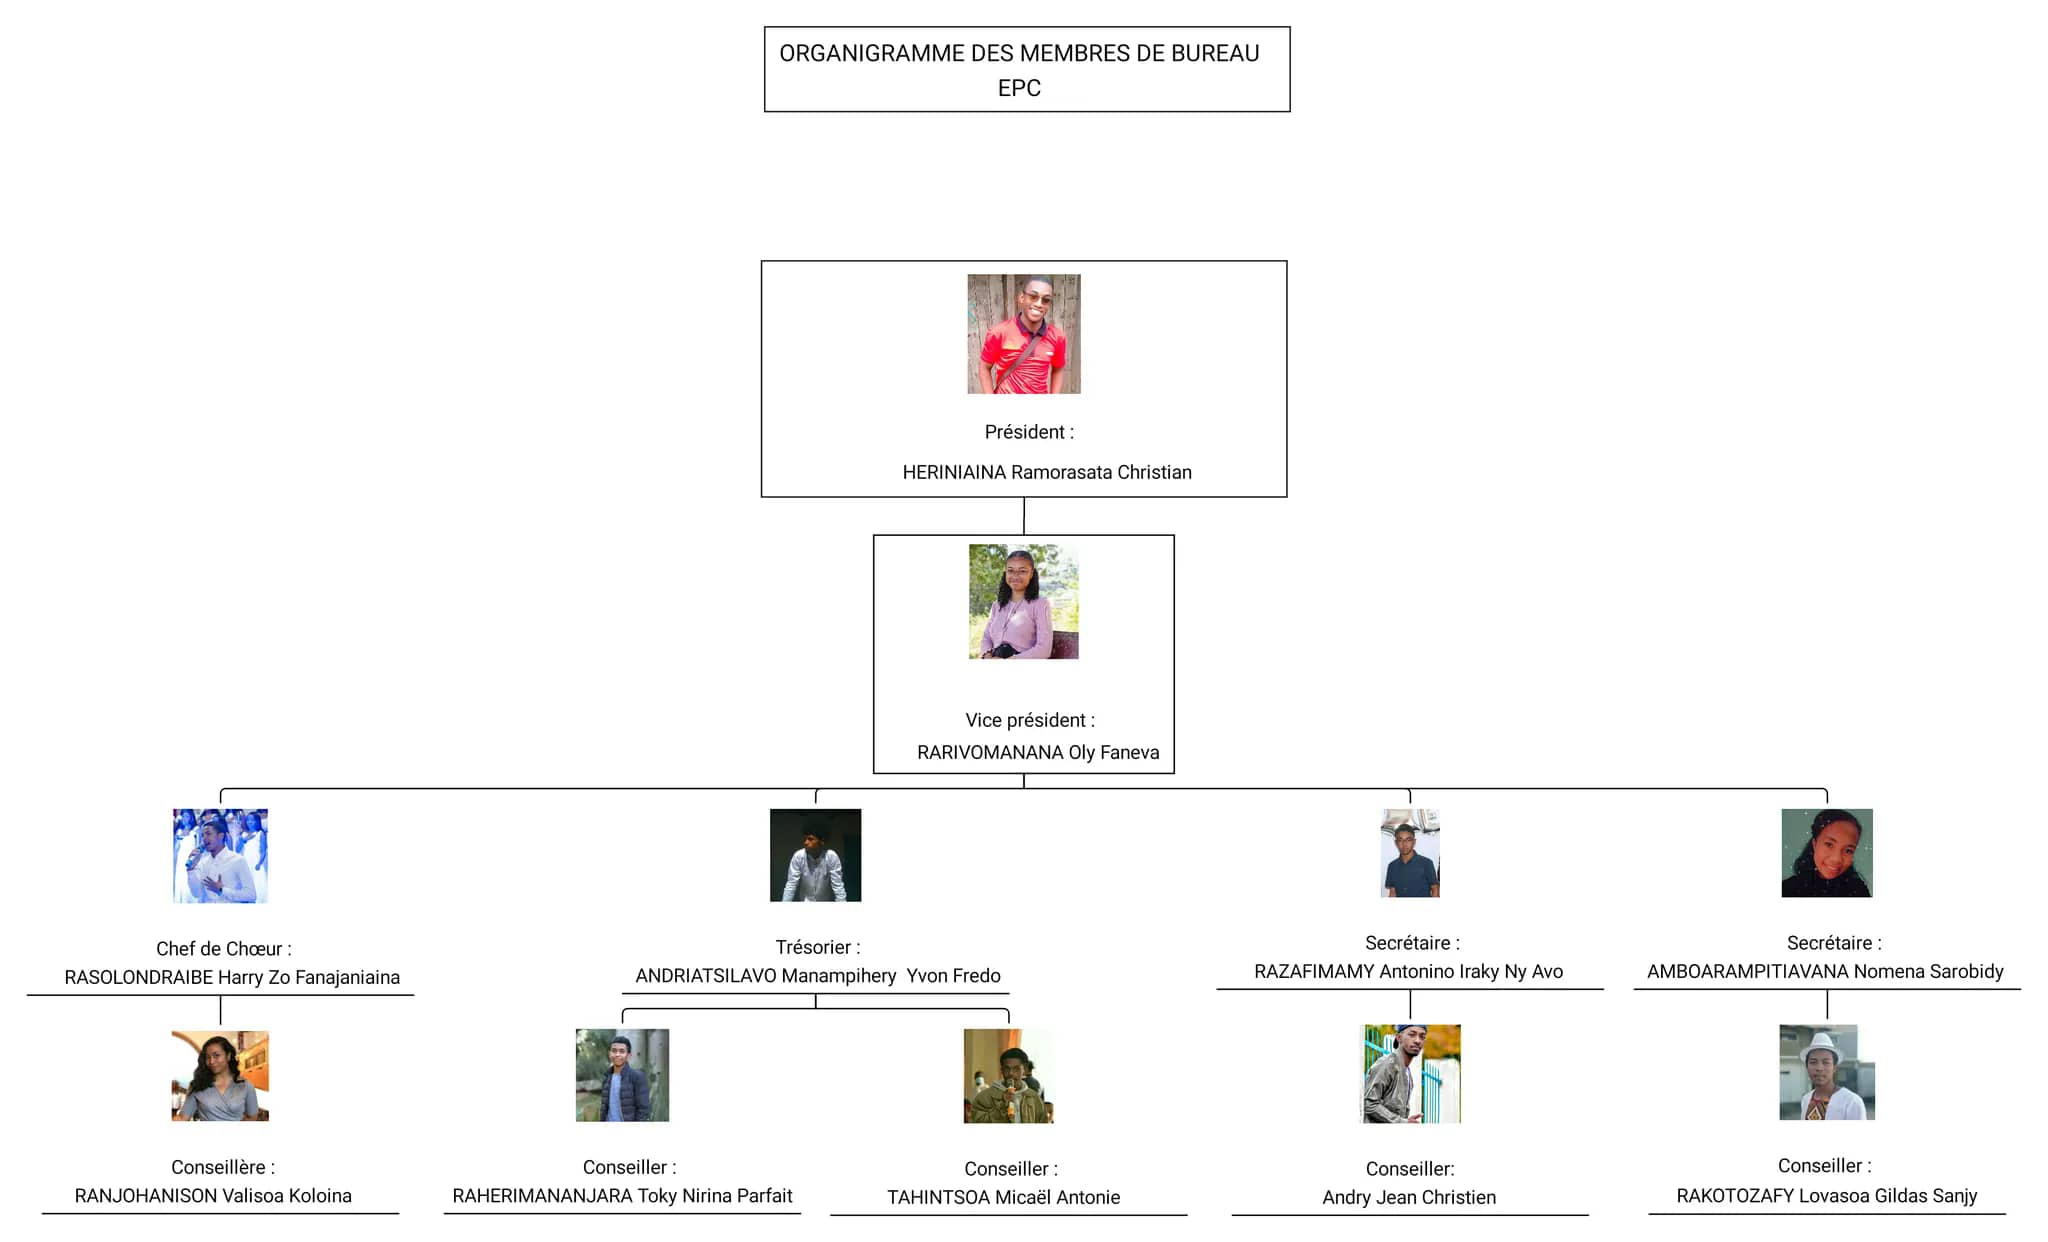 ORGANIGRAMME DES MEMBRES DE BUREAU
EPC
Président :
HERINIAINA Ramorasata Christian
Vice président :
RARIVOMANANA Oly Faneva
Chef de Chœur :
RASOLONDRAIBE Harry Zo Fanajaniaina
Trésorier :
ANDRIATSILAVO Manampihery  Yvon Fredo
Secrétaire :
RAZAFIMAMY Antonino Iraky Ny Avo
Secrétaire :
AMBOARAMPITIAVANA Nomena Sarobidy
Conseillère :
RANJOHANISON Valisoa Koloina
Conseiller :
RAHERIMANANJARA Toky Nirina Parfait
Conseiller :
TAHINTSOA Micaël Antonie
Conseiller:
Andry Jean Christien
Conseiller :
RAKOTOZAFY Lovasoa Gildas Sanjy